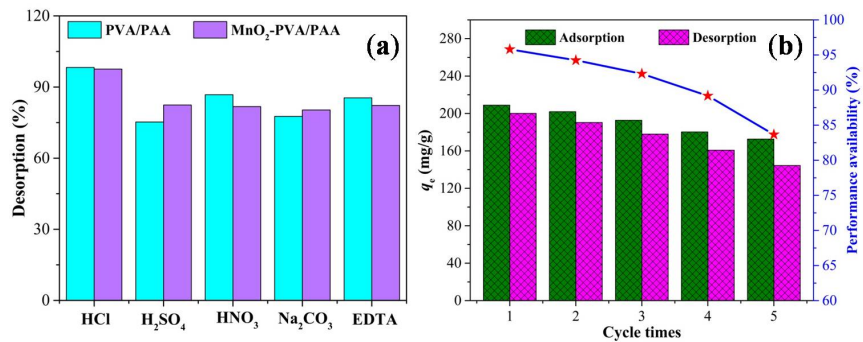 PVA/PAA
MnO₂-PVA/PAA
(a)
120
90
60
30
0
Desorption (%)
HCl
H₂SO₄
HNO₃
Na₂CO₃
EDTA
Adsorption
Desorption
(b)
280
240
200
160
120
80
40
0
qₑ (mg/g)
100
95
90
85
80
75
70
65
60
Performance availability (%)
1
2
3
4
5
Cycle times